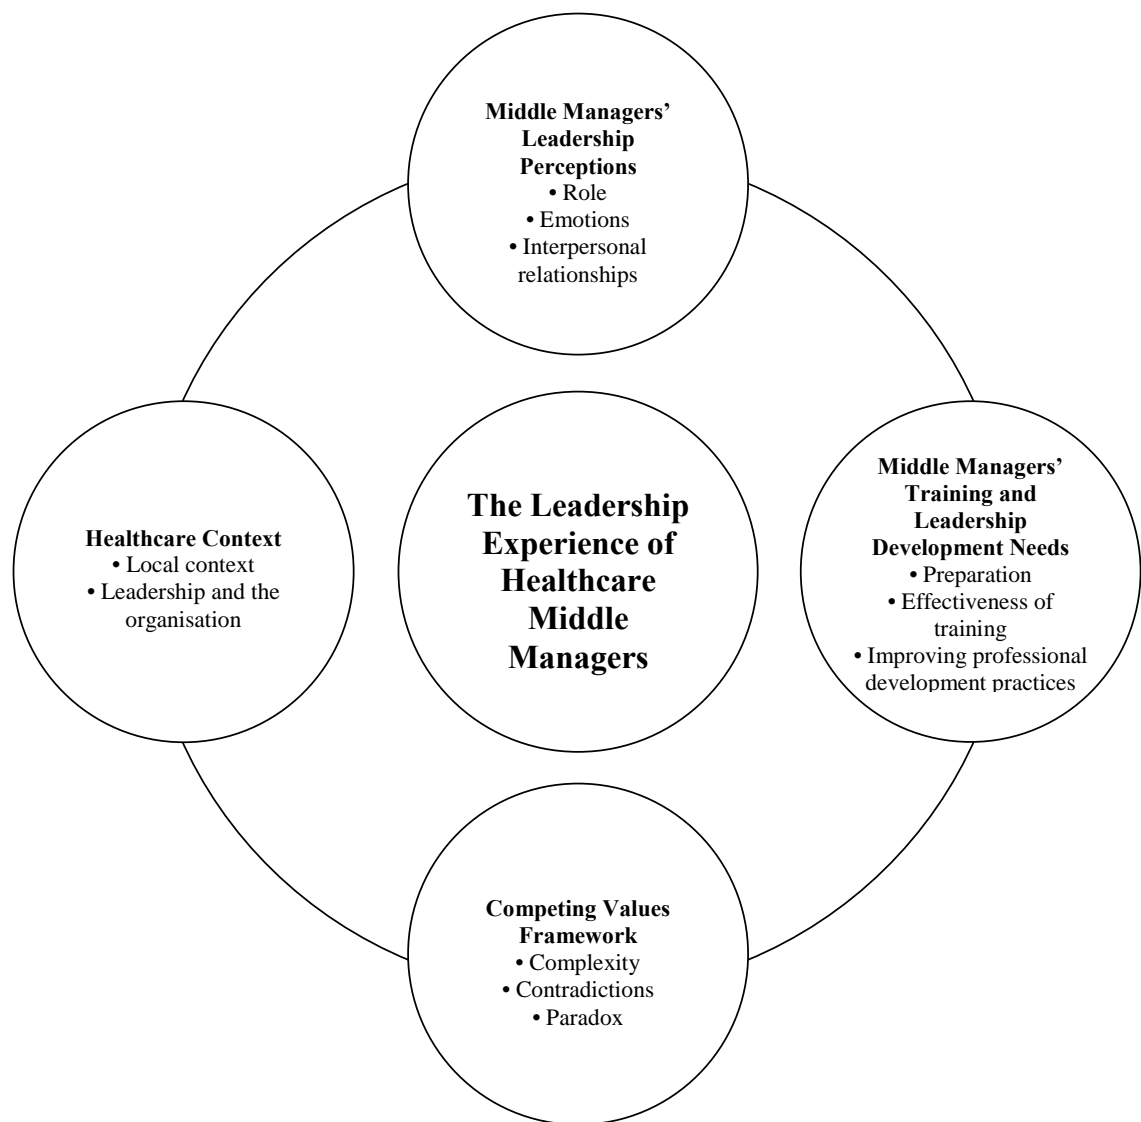 Middle Managers’
Leadership
Perceptions
• Role
• Emotions
• Interpersonal
relationships
Healthcare Context
• Local context
• Leadership and the
organisation
The Leadership
Experience of
Healthcare
Middle
Managers
Middle Managers’
Training and
Leadership
Development Needs
• Preparation
• Effectiveness of
training
• Improving professional
development practices
Competing Values
Framework
• Complexity
• Contradictions
• Paradox